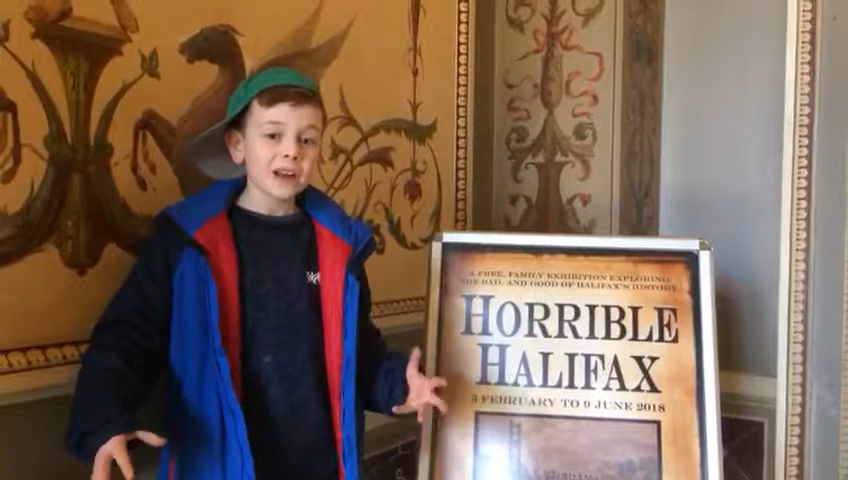 A FREE, FAMILY EXHIBITION EXPLORING
THE BAD, AND GOOD OF HALIFAX'S HISTORY
HORRIBLE
HALIFAX
3 FEBRUARY TO 9 JUNE 2018